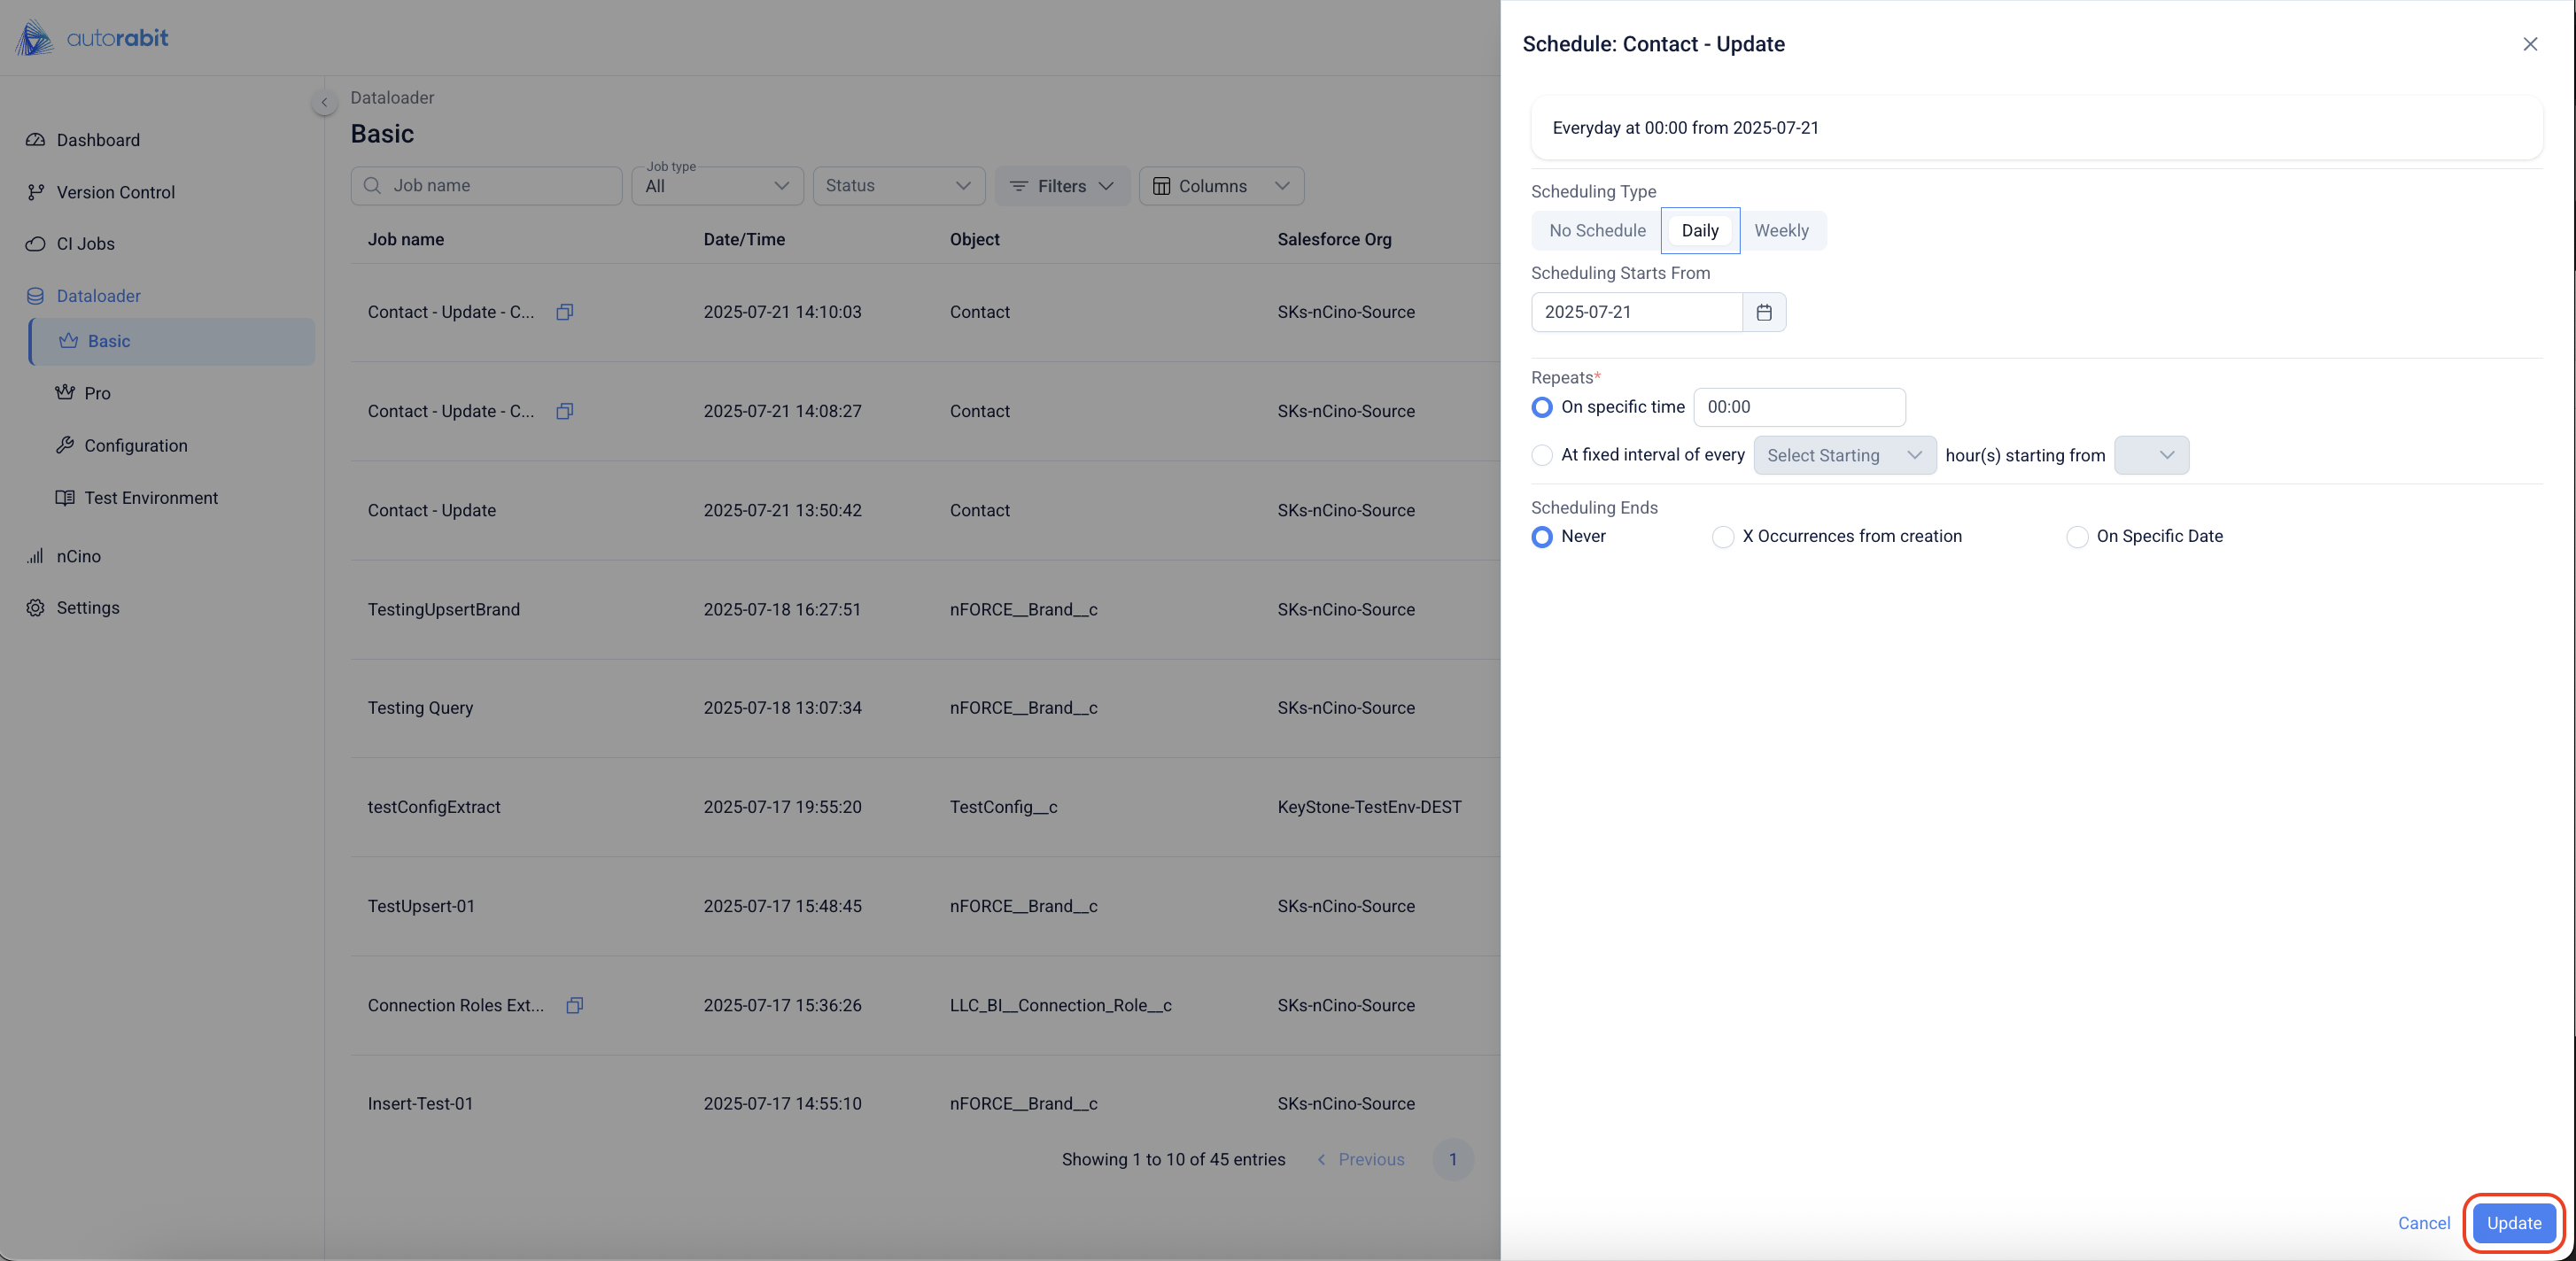 autorabit
Dashboard
Version Control
CI Jobs
Dataloader
Basic
Pro
Configuration
Test Environment
nCino
Settings
Dataloader
Basic
Job name
Job type
All
Status
Filters
Columns
Job name Date/Time Object Salesforce Org
Contact - Update - C... 2025-07-21 14:10:03 Contact SKs-nCino-Source
Contact - Update - C... 2025-07-21 14:08:27 Contact SKs-nCino-Source
Contact - Update 2025-07-21 13:50:42 Contact SKs-nCino-Source
TestingUpsertBrand 2025-07-18 16:27:51 nFORCE__Brand__c SKs-nCino-Source
Testing Query 2025-07-18 13:07:34 nFORCE__Brand__c SKs-nCino-Source
testConfigExtract 2025-07-17 19:55:20 TestConfig__c KeyStone-TestEnv-DEST
TestUpsert-01 2025-07-17 15:48:45 nFORCE__Brand__c SKs-nCino-Source
Connection Roles Ext... 2025-07-17 15:36:26 LLC_BI__Connection_Role__c SKs-nCino-Source
Insert-Test-01 2025-07-17 14:55:10 nFORCE__Brand__c SKs-nCino-Source
Showing 1 to 10 of 45 entries Previous 1
Schedule: Contact - Update
Everyday at 00:00 from 2025-07-21
Scheduling Type
No Schedule Daily Weekly
Scheduling Starts From
2025-07-21
Repeats*
On specific time 00:00
At fixed interval of every Select Starting hour(s) starting from
Scheduling Ends
Never X Occurrences from creation On Specific Date
Cancel Update